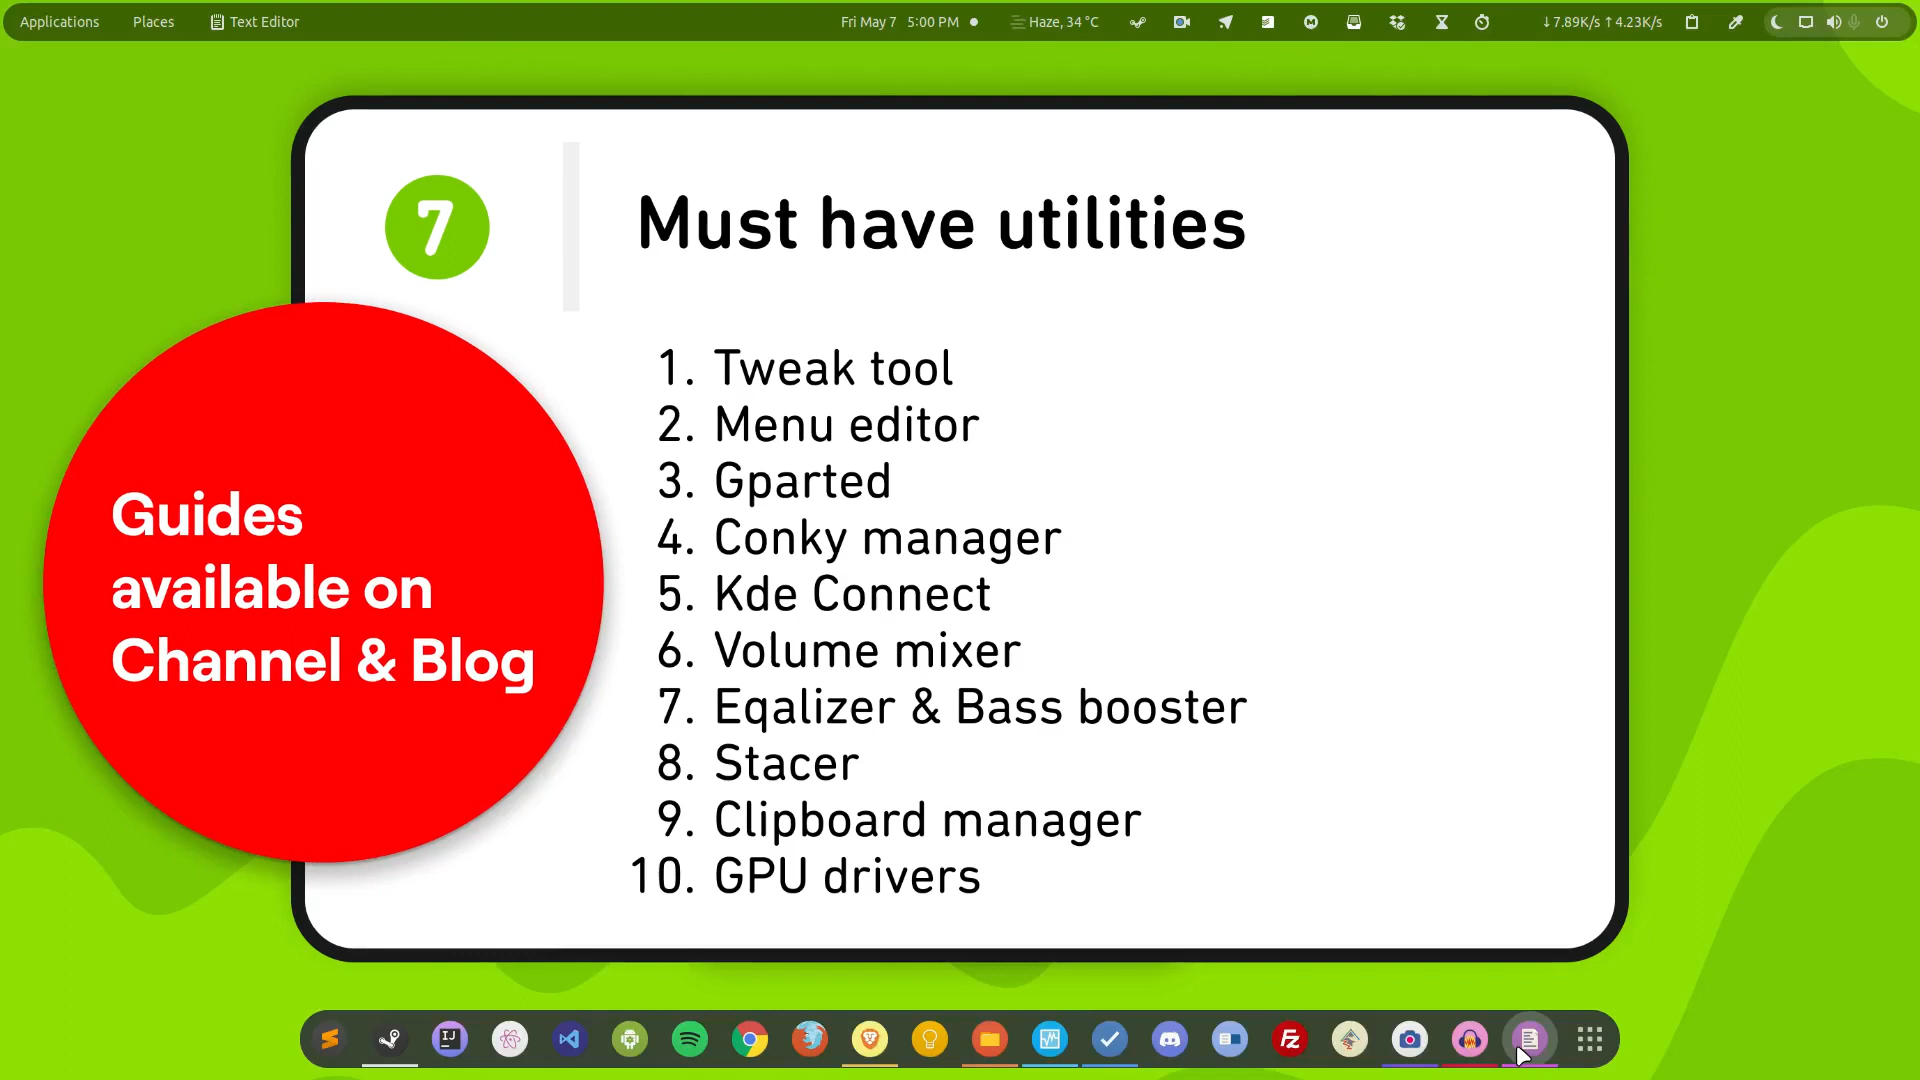 Applications Places Text Editor Fri May 7 5:00 PM Haze, 34 °C ↓7.89K/s ↑4.23K/s
7 Must have utilities
1. Tweak tool
2. Menu editor
3. Gparted
4. Conky manager
5. Kde Connect
6. Volume mixer
7. Eqalizer & Bass booster
8. Stacer
9. Clipboard manager
10. GPU drivers
Guides
available on
Channel & Blog
IJ
Fz